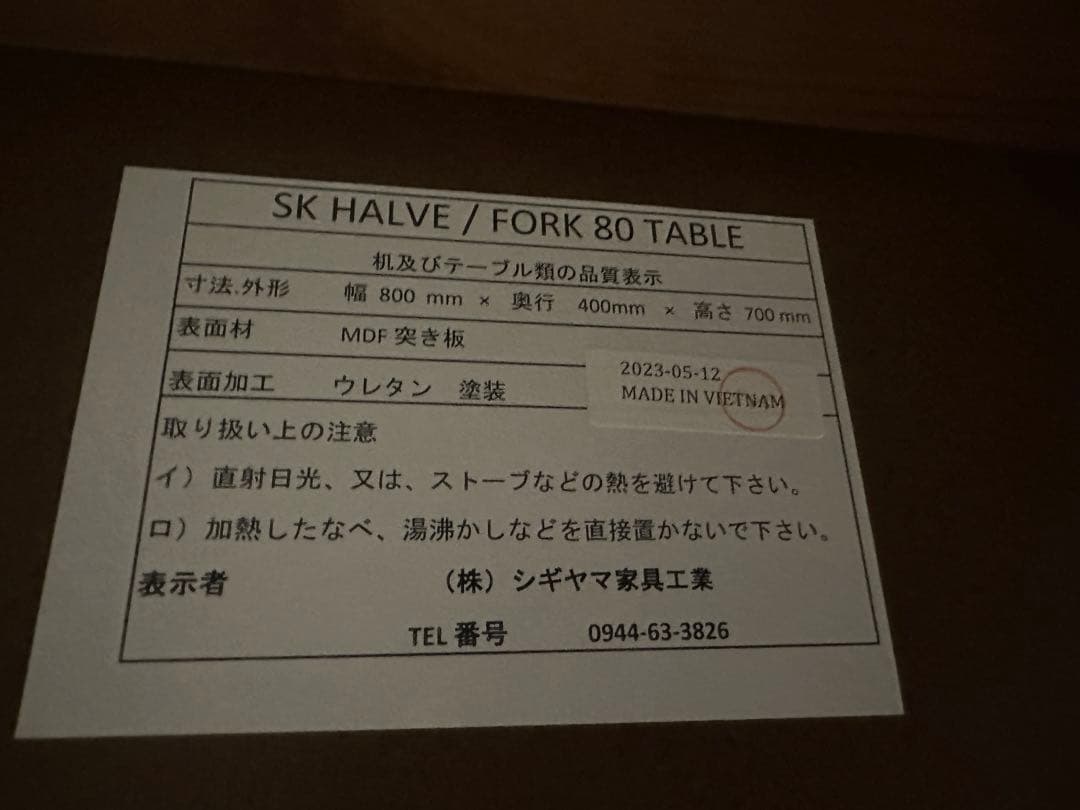 SK HALVE / FORK 80 TABLE
机及びテーブル類の品質表示
寸法.外形 幅 800 mm × 奥行 400mm × 高さ 700 mm
表面材 MDF 突き板
表面加工 ウレタン 塗装
2023-05-12
MADE IN VIETNAM
取り扱い上の注意
イ）直射日光、又は、ストーブなどの熱を避けて下さい。
ロ）加熱したなべ、湯沸かしなどを直接置かないで下さい。
表示者 （株）シギヤマ家具工業
TEL 番号 0944-63-3826